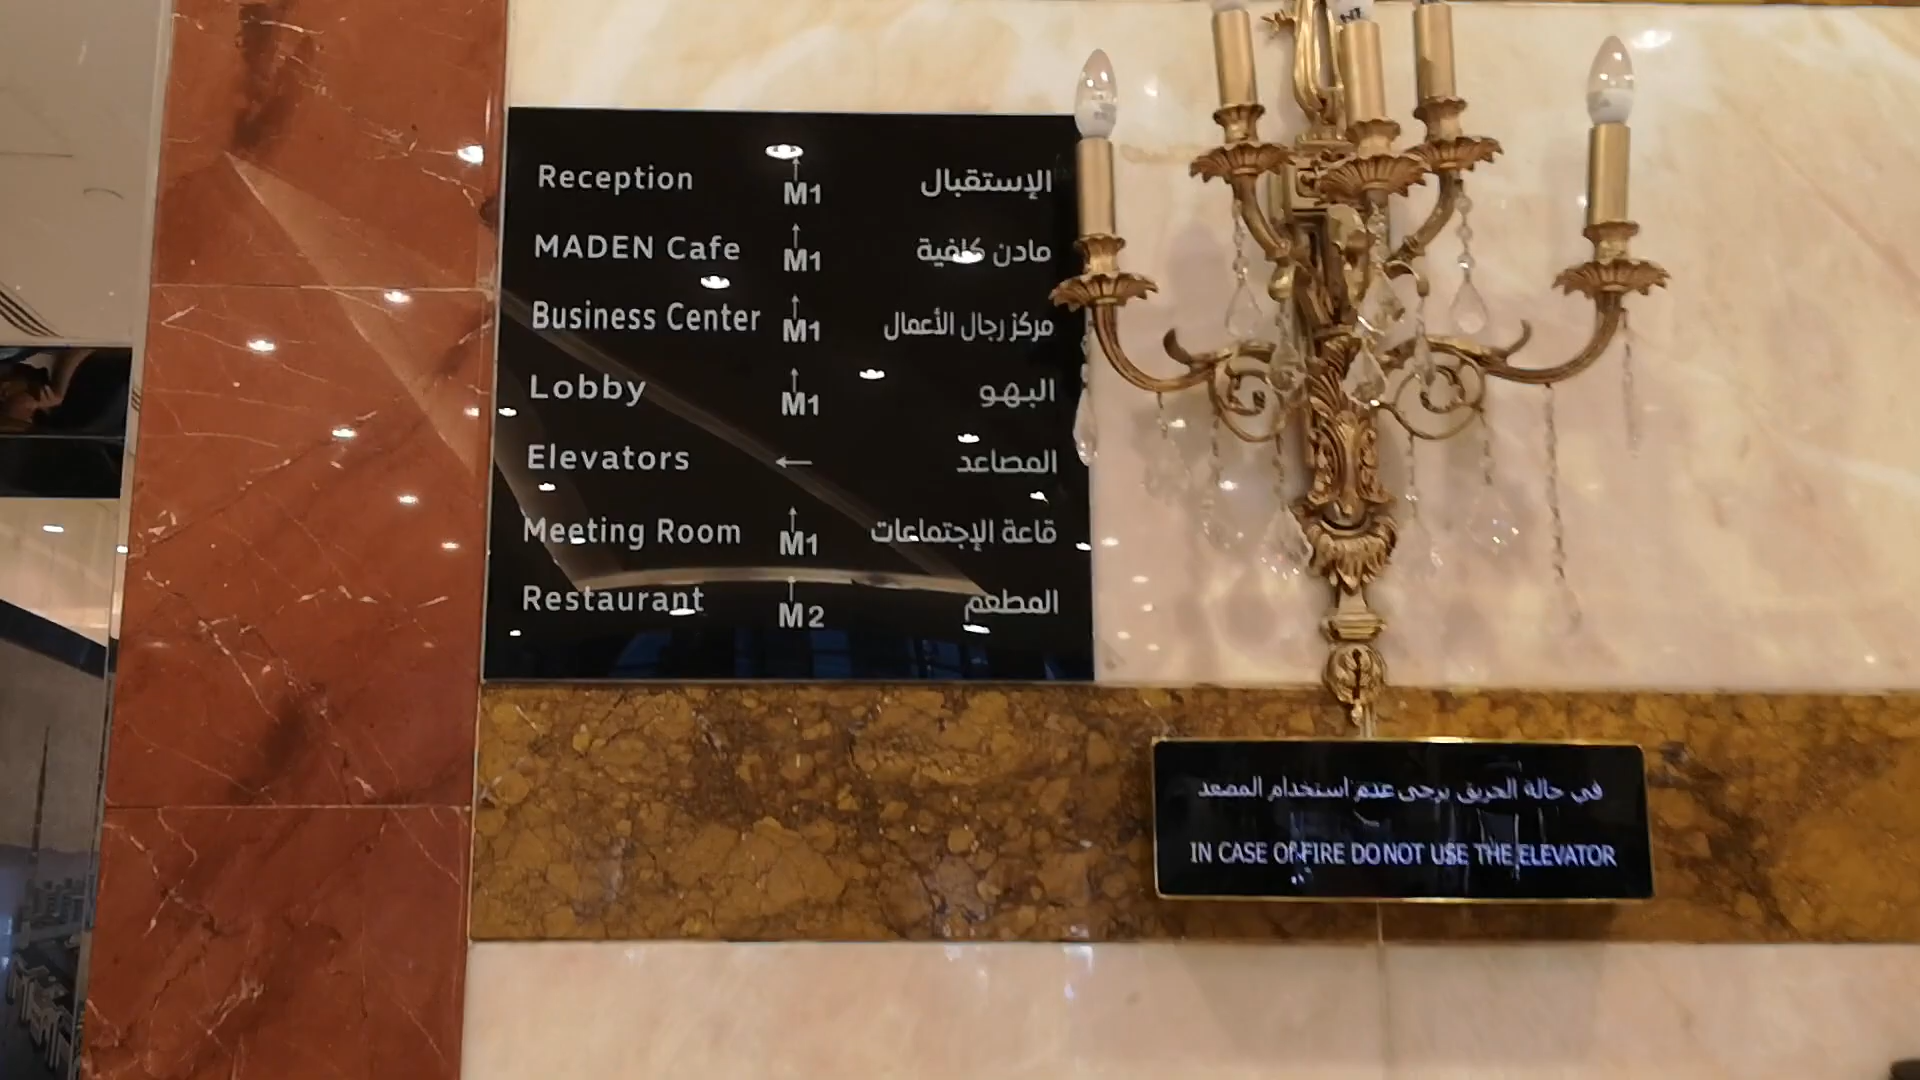 Reception ↑ M1 الإستقبال
MADEN Cafe ↑ M1 مادن كافية
Business Center ↑ M1 مركز رجال الأعمال
Lobby ↑ M1 البهو
Elevators ← المصاعد
Meeting Room ↑ M1 قاعة الإجتماعات
Restaurant ↑ M2 المطعم
في حالة الحريق يرجى عدم استخدام المصعد
IN CASE OF FIRE DO NOT USE THE ELEVATOR